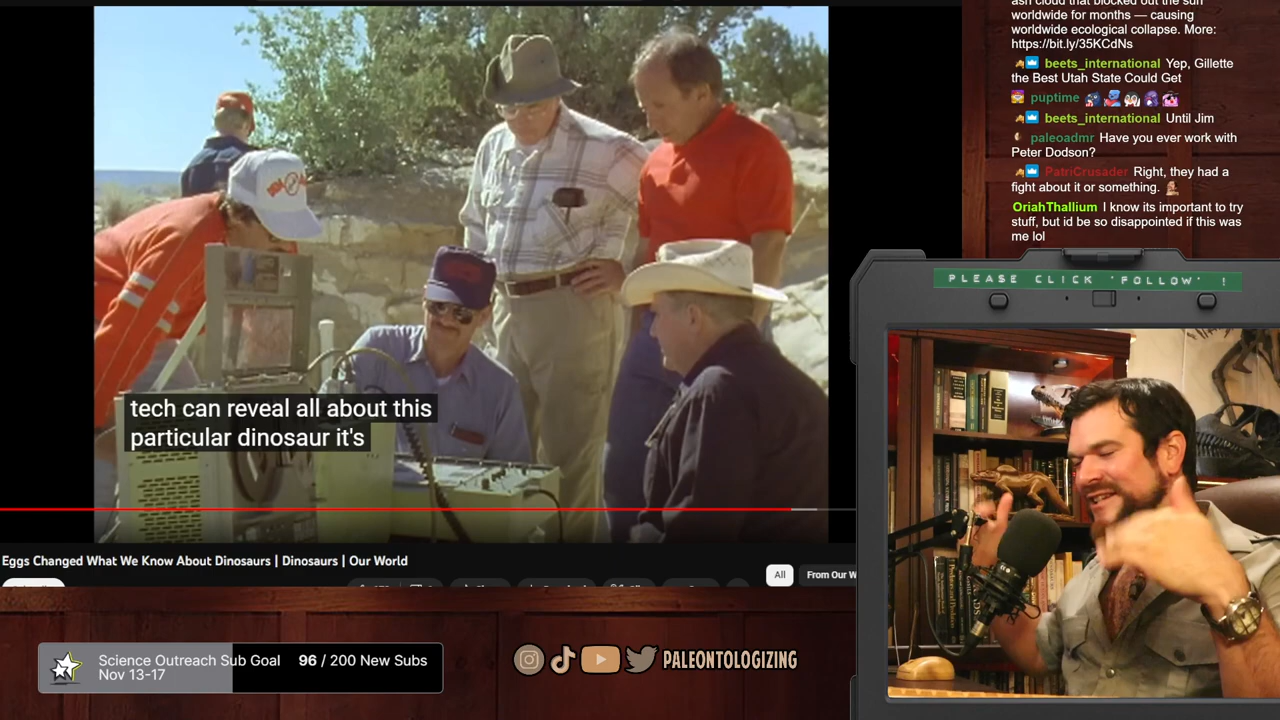 ash cloud that blocked out the sun
worldwide for months — causing
worldwide ecological collapse. More:
https://bit.ly/35KCdNs
beets_international Yep, Gillette
the Best Utah State Could Get
puptime
beets_international Until Jim
paleoadmr Have you ever work with
Peter Dodson?
PatriCrusader Right, they had a
fight about it or something.
OriahThallium I know its important to try
stuff, but id be so disappointed if this was
me lol
PLEASE CLICK 'FOLLOW' !
tech can reveal all about this
particular dinosaur it's
Eggs Changed What We Know About Dinosaurs | Dinosaurs | Our World
All
From Our W
Science Outreach Sub Goal 96 / 200 New Subs
Nov 13-17
PALEONTOLOGIZING